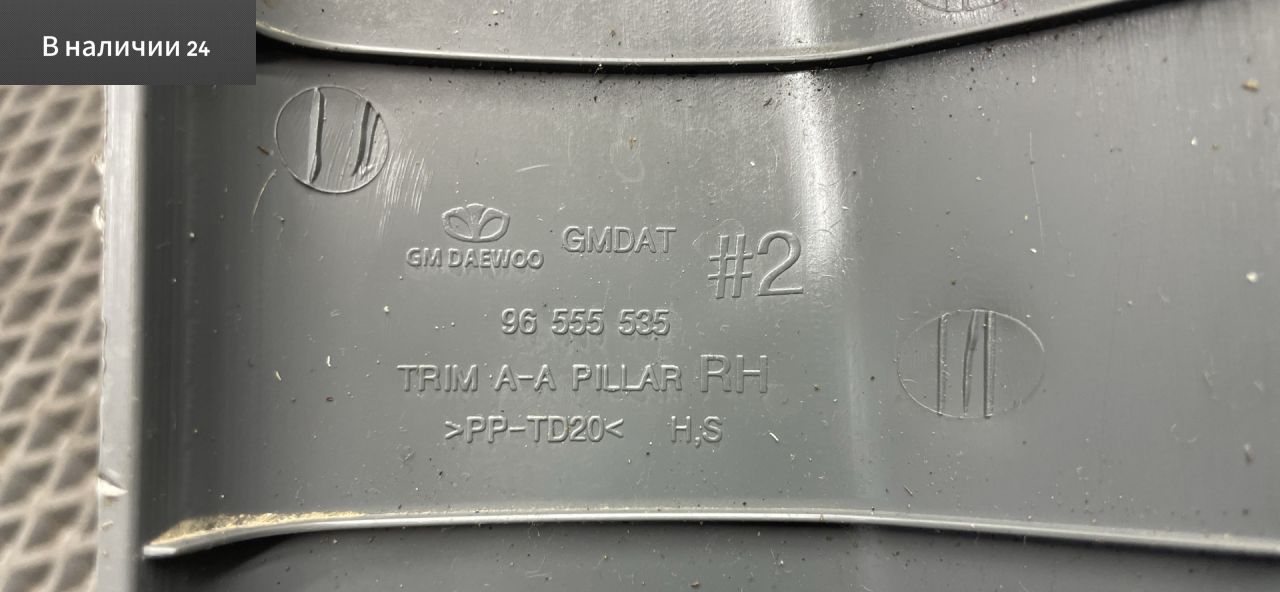 В наличии 24
GM DAEWOO GMDAT #2
96 555 535
TRIM A-A PILLAR RH
>PP-TD20< H,S